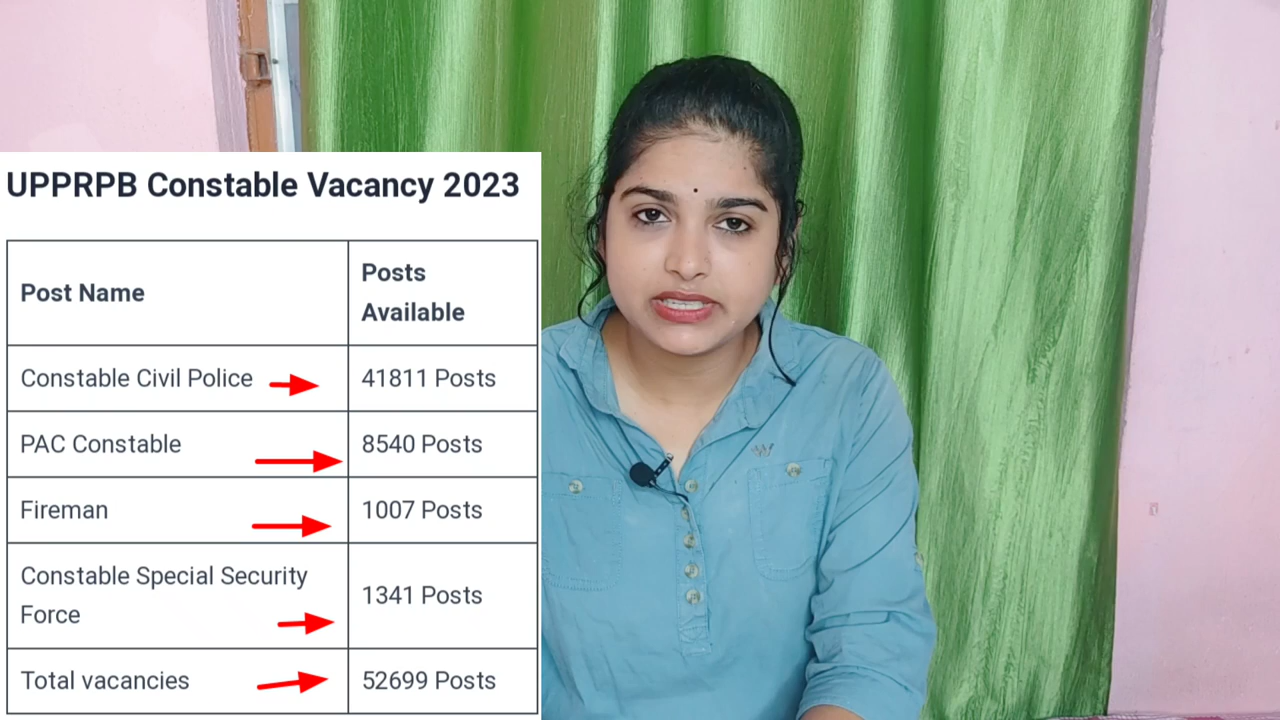 UPPRPB Constable Vacancy 2023
Post Name
Posts
Available
Constable Civil Police
41811 Posts
PAC Constable
8540 Posts
Fireman
1007 Posts
Constable Special Security
Force
1341 Posts
Total vacancies
52699 Posts